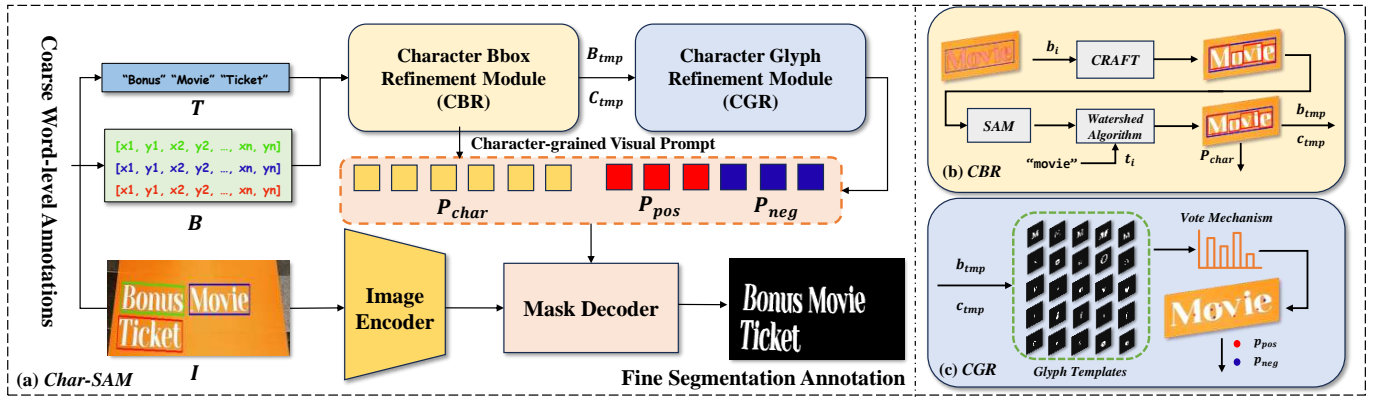 Coarse Word-level Annotations
“Bonus” “Movie” “Ticket”
T
[x1, y1, x2, y2, ..., xn, yn]
[x1, y1, x2, y2, ..., xn, yn]
[x1, y1, x2, y2, ..., xn, yn]
B
Bonus Movie
Ticket
I
(a) Char-SAM
Character Bbox
Refinement Module
(CBR)
B_tmp
C_tmp
Character Glyph
Refinement Module
(CGR)
Character-grained Visual Prompt
P_char
P_pos
P_neg
Image
Encoder
Mask Decoder
Bonus Movie
Ticket
Fine Segmentation Annotation
Movie
b_i
CRAFT
Movie
SAM
Watershed
Algorithm
“movie”
t_i
Movie
P_char
b_tmp
c_tmp
(b) CBR
b_tmp
c_tmp
Glyph Templates
Vote Mechanism
Movie
p_pos
p_neg
(c) CGR